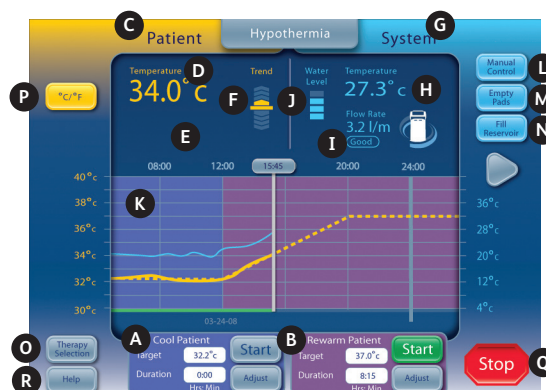 C
Patient
Hypothermia
System
G
Temperature
D
34.0°c
Trend
F
Water
Level
J
Temperature
27.3°c
H
Flow Rate
3.2 l/m
Good
I
E
P
°C/°F
Manual
Control
L
Empty
Pads
M
Fill
Reservoir
N
08:00
12:00
15:45
20:00
24:00
K
40°c
38°c
36°c
34°c
32°c
30°c
36°c
28°c
20°c
12°c
4°c
03-24-08
A
Cool Patient
Target
32.2°c
Start
Duration
0:00
Adjust
Hrs: Min
B
Rewarm Patient
Target
37.0°c
Start
Duration
8:15
Adjust
Hrs: Min
O
Therapy
Selection
R
Help
Stop
Q